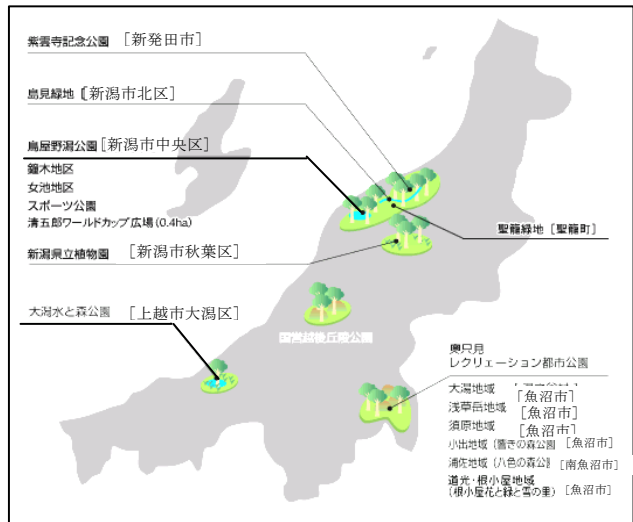 紫雲寺記念公園 [新発田市]
島見緑地 [新潟市北区]
鳥屋野潟公園 [新潟市中央区]
鐘木地区
女池地区
スポーツ公園
清五郎ワールドカップ広場(0.4ha)
聖籠緑地 [聖籠町]
新潟県立植物園 [新潟市秋葉区]
大潟水と森公園 [上越市大潟区]
国営越後丘陵公園
奥只見
レクリェーション都市公園
大湯地域 [魚沼市]
浅草岳地域 [魚沼市]
須原地域 [魚沼市]
小出地域 (響きの森公園 [魚沼市]
浦佐地域 (八色の森公園 [南魚沼市]
道光・根小屋地域
(根小屋花と緑と雪の里) [魚沼市]